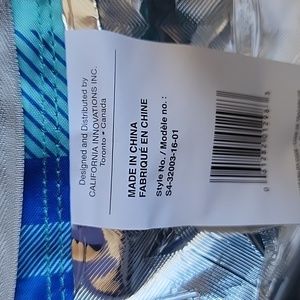 Designed and Distributed by
CALIFORNIA INNOVATIONS INC.
Toronto • Canada
MADE IN CHINA
FABRIQUÉ EN CHINE
Style No. / Modèle no. :
S4-32003-16-01